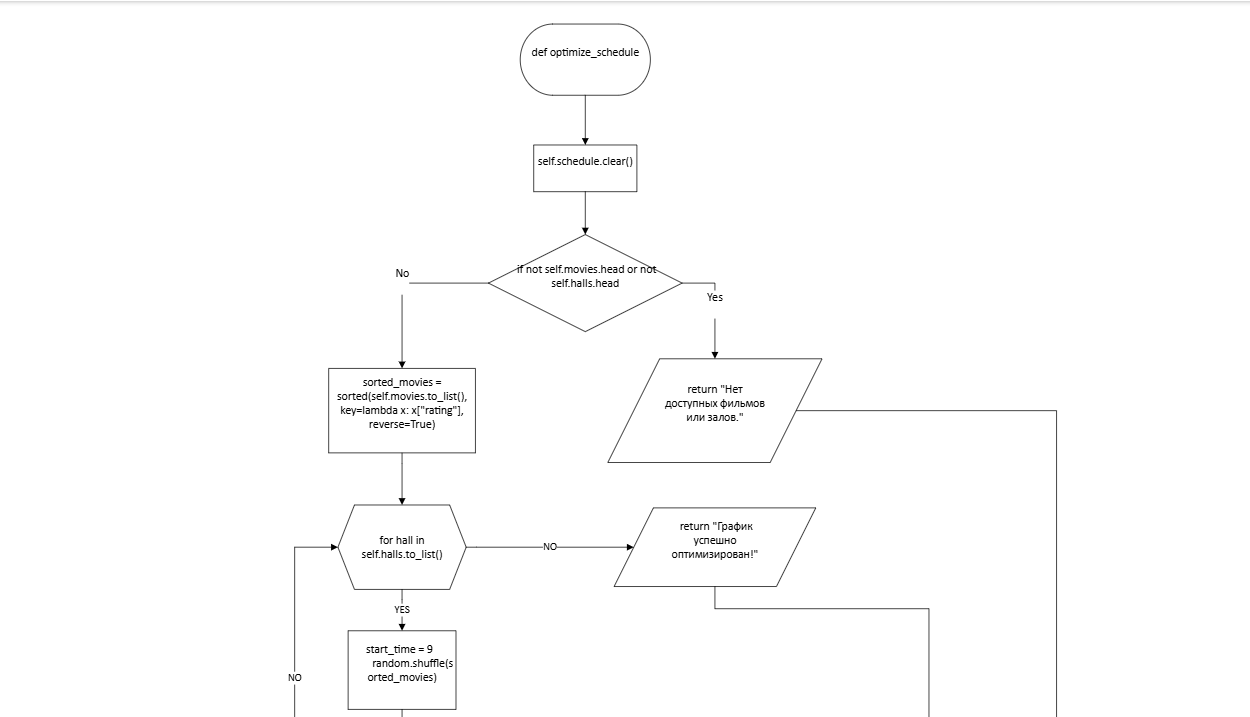 def optimize_schedule
self.schedule.clear()
if not self.movies.head or not
self.halls.head
No
Yes
sorted_movies =
sorted(self.movies.to_list(),
key=lambda x: x["rating"],
reverse=True)
return "Нет
доступных фильмов
или залов."
for hall in
self.halls.to_list()
NO
return "График
успешно
оптимизирован!"
YES
start_time = 9
random.shuffle(s
orted_movies)
NO